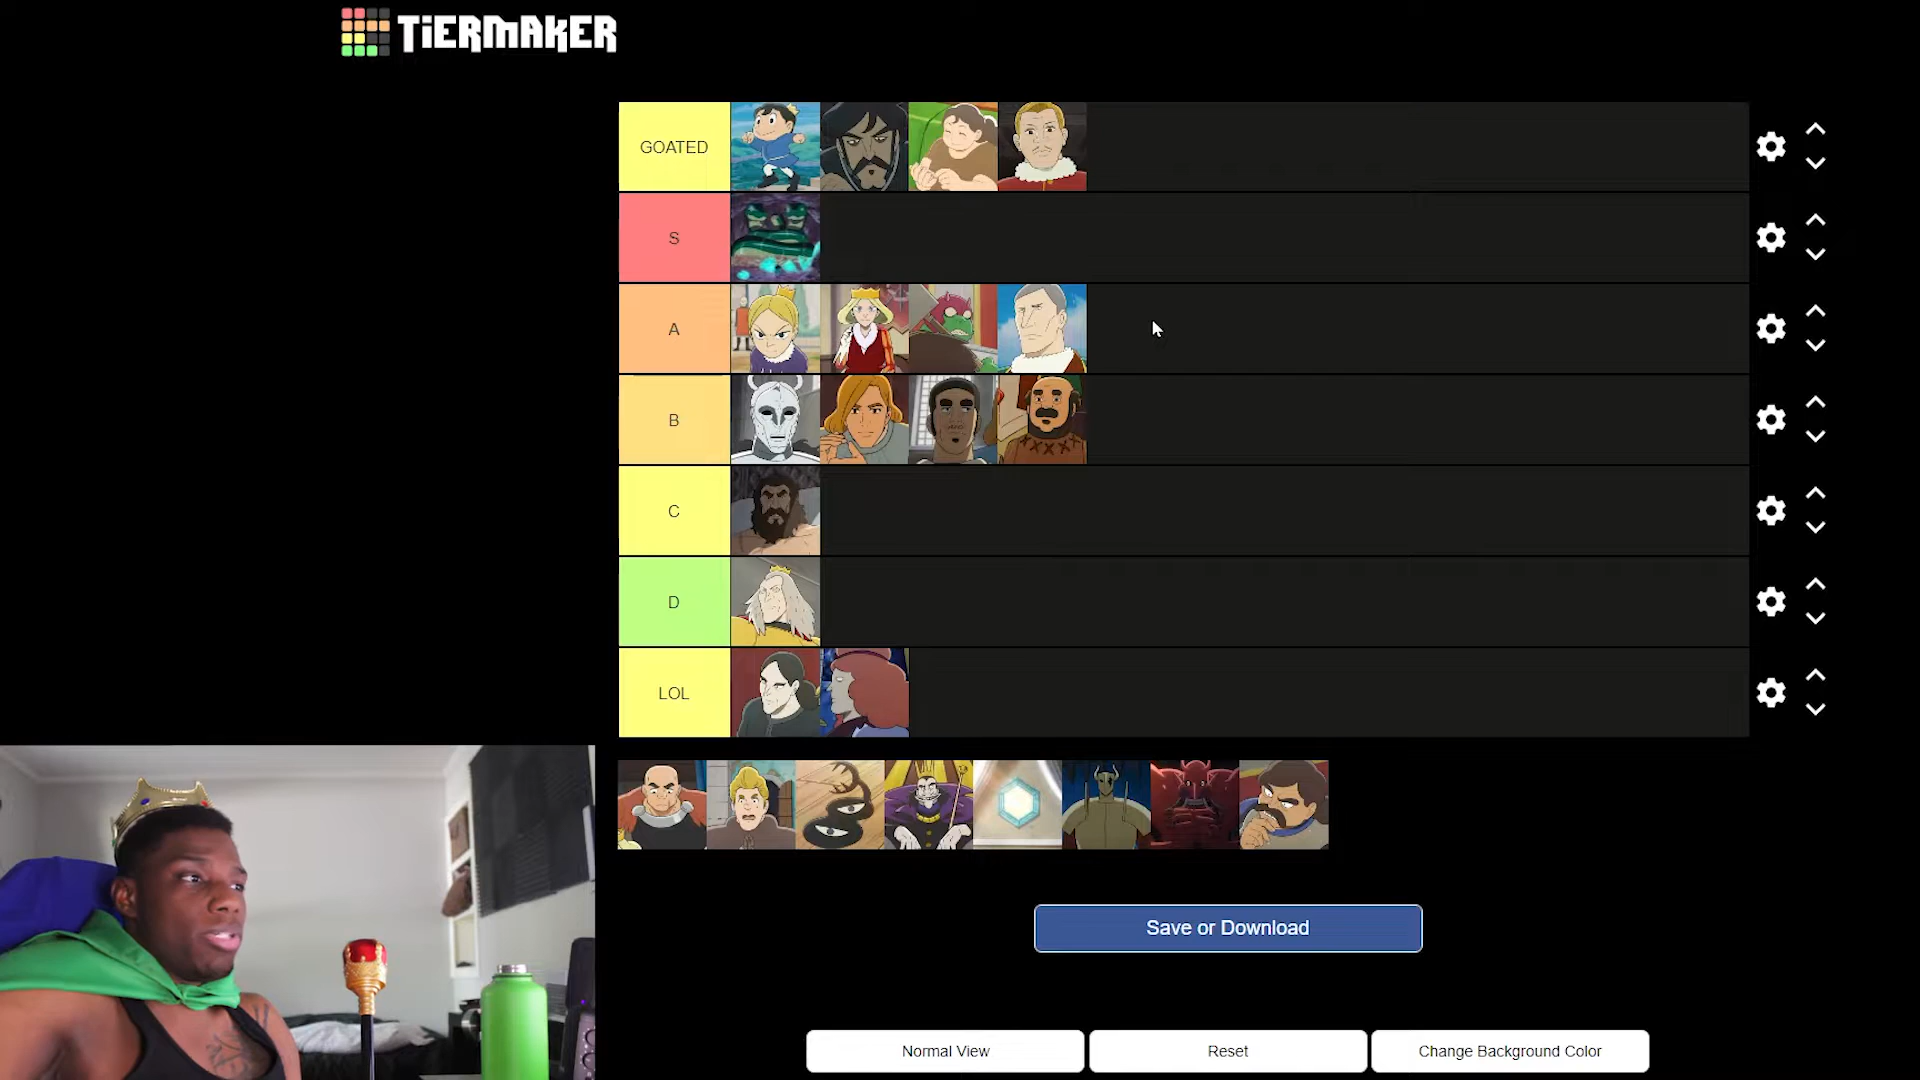 TiERMAKER
GOATED
S
A
B
C
D
LOL
Save or Download
Normal View
Reset
Change Background Color